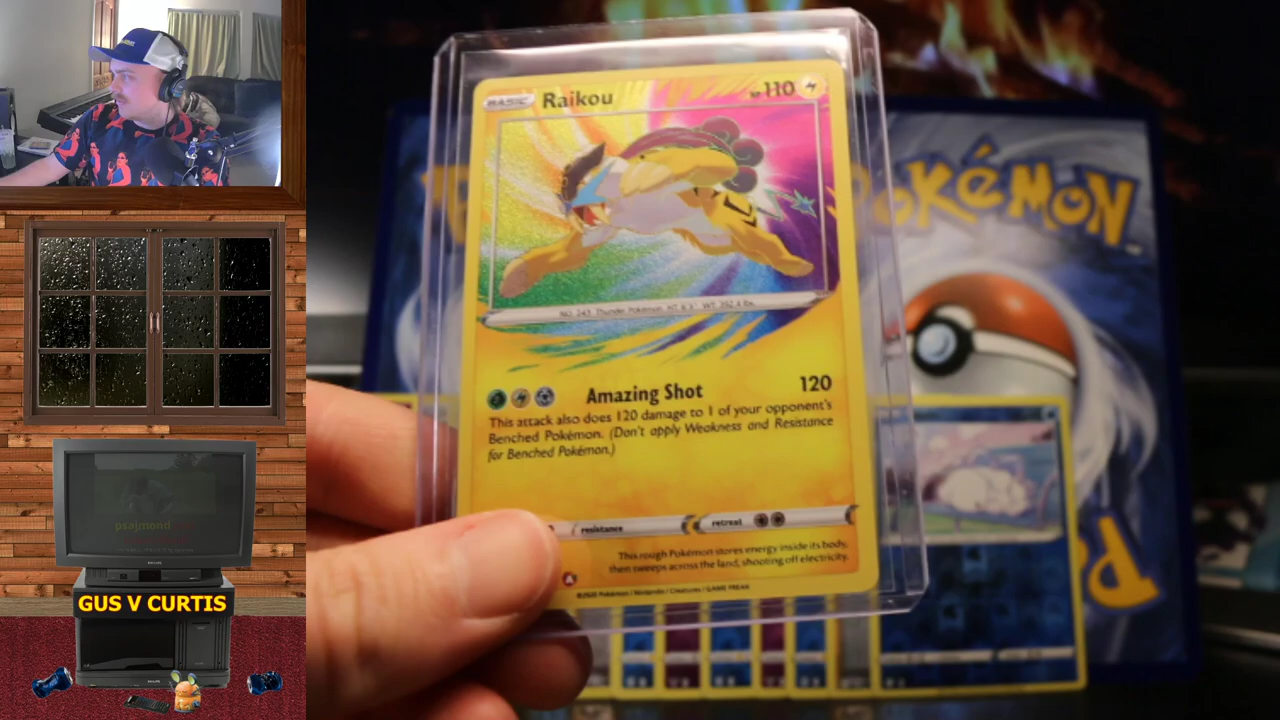 BASIC Raikou HP110
NO. 243 Thunder Pokémon HT: 6'3" WT: 392.4 lbs.
Amazing Shot 120
This attack also does 120 damage to 1 of your opponent's
Benched Pokémon. (Don't apply Weakness and Resistance
for Benched Pokémon.)
resistance retreat
This rough Pokémon stores energy inside its body,
then sweeps across the land, shooting off electricity.
©2020 Pokémon / Nintendo / Creatures / GAME FREAK
POKÉMON
psajmond
PHILIPS
GUS V CURTIS